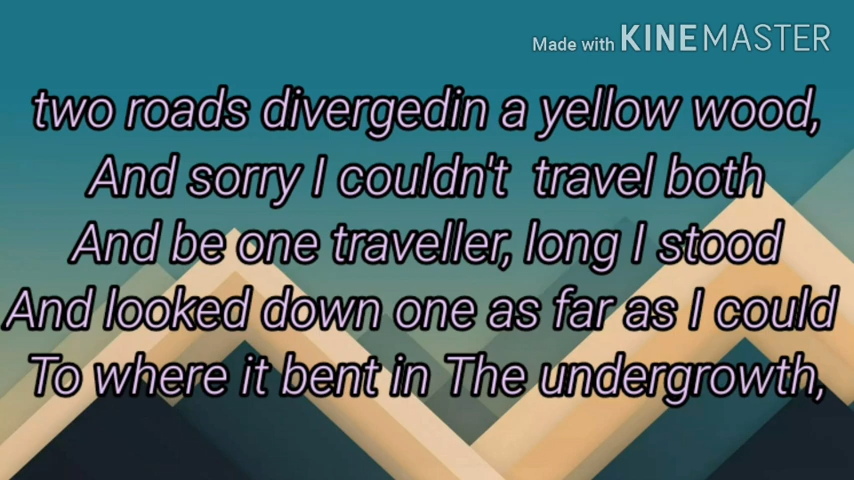 Made with KINEMASTER
two roads divergedin a yellow wood,
And sorry I couldn't  travel both
And be one traveller, long I stood
And looked down one as far as I could
To where it bent in The undergrowth,